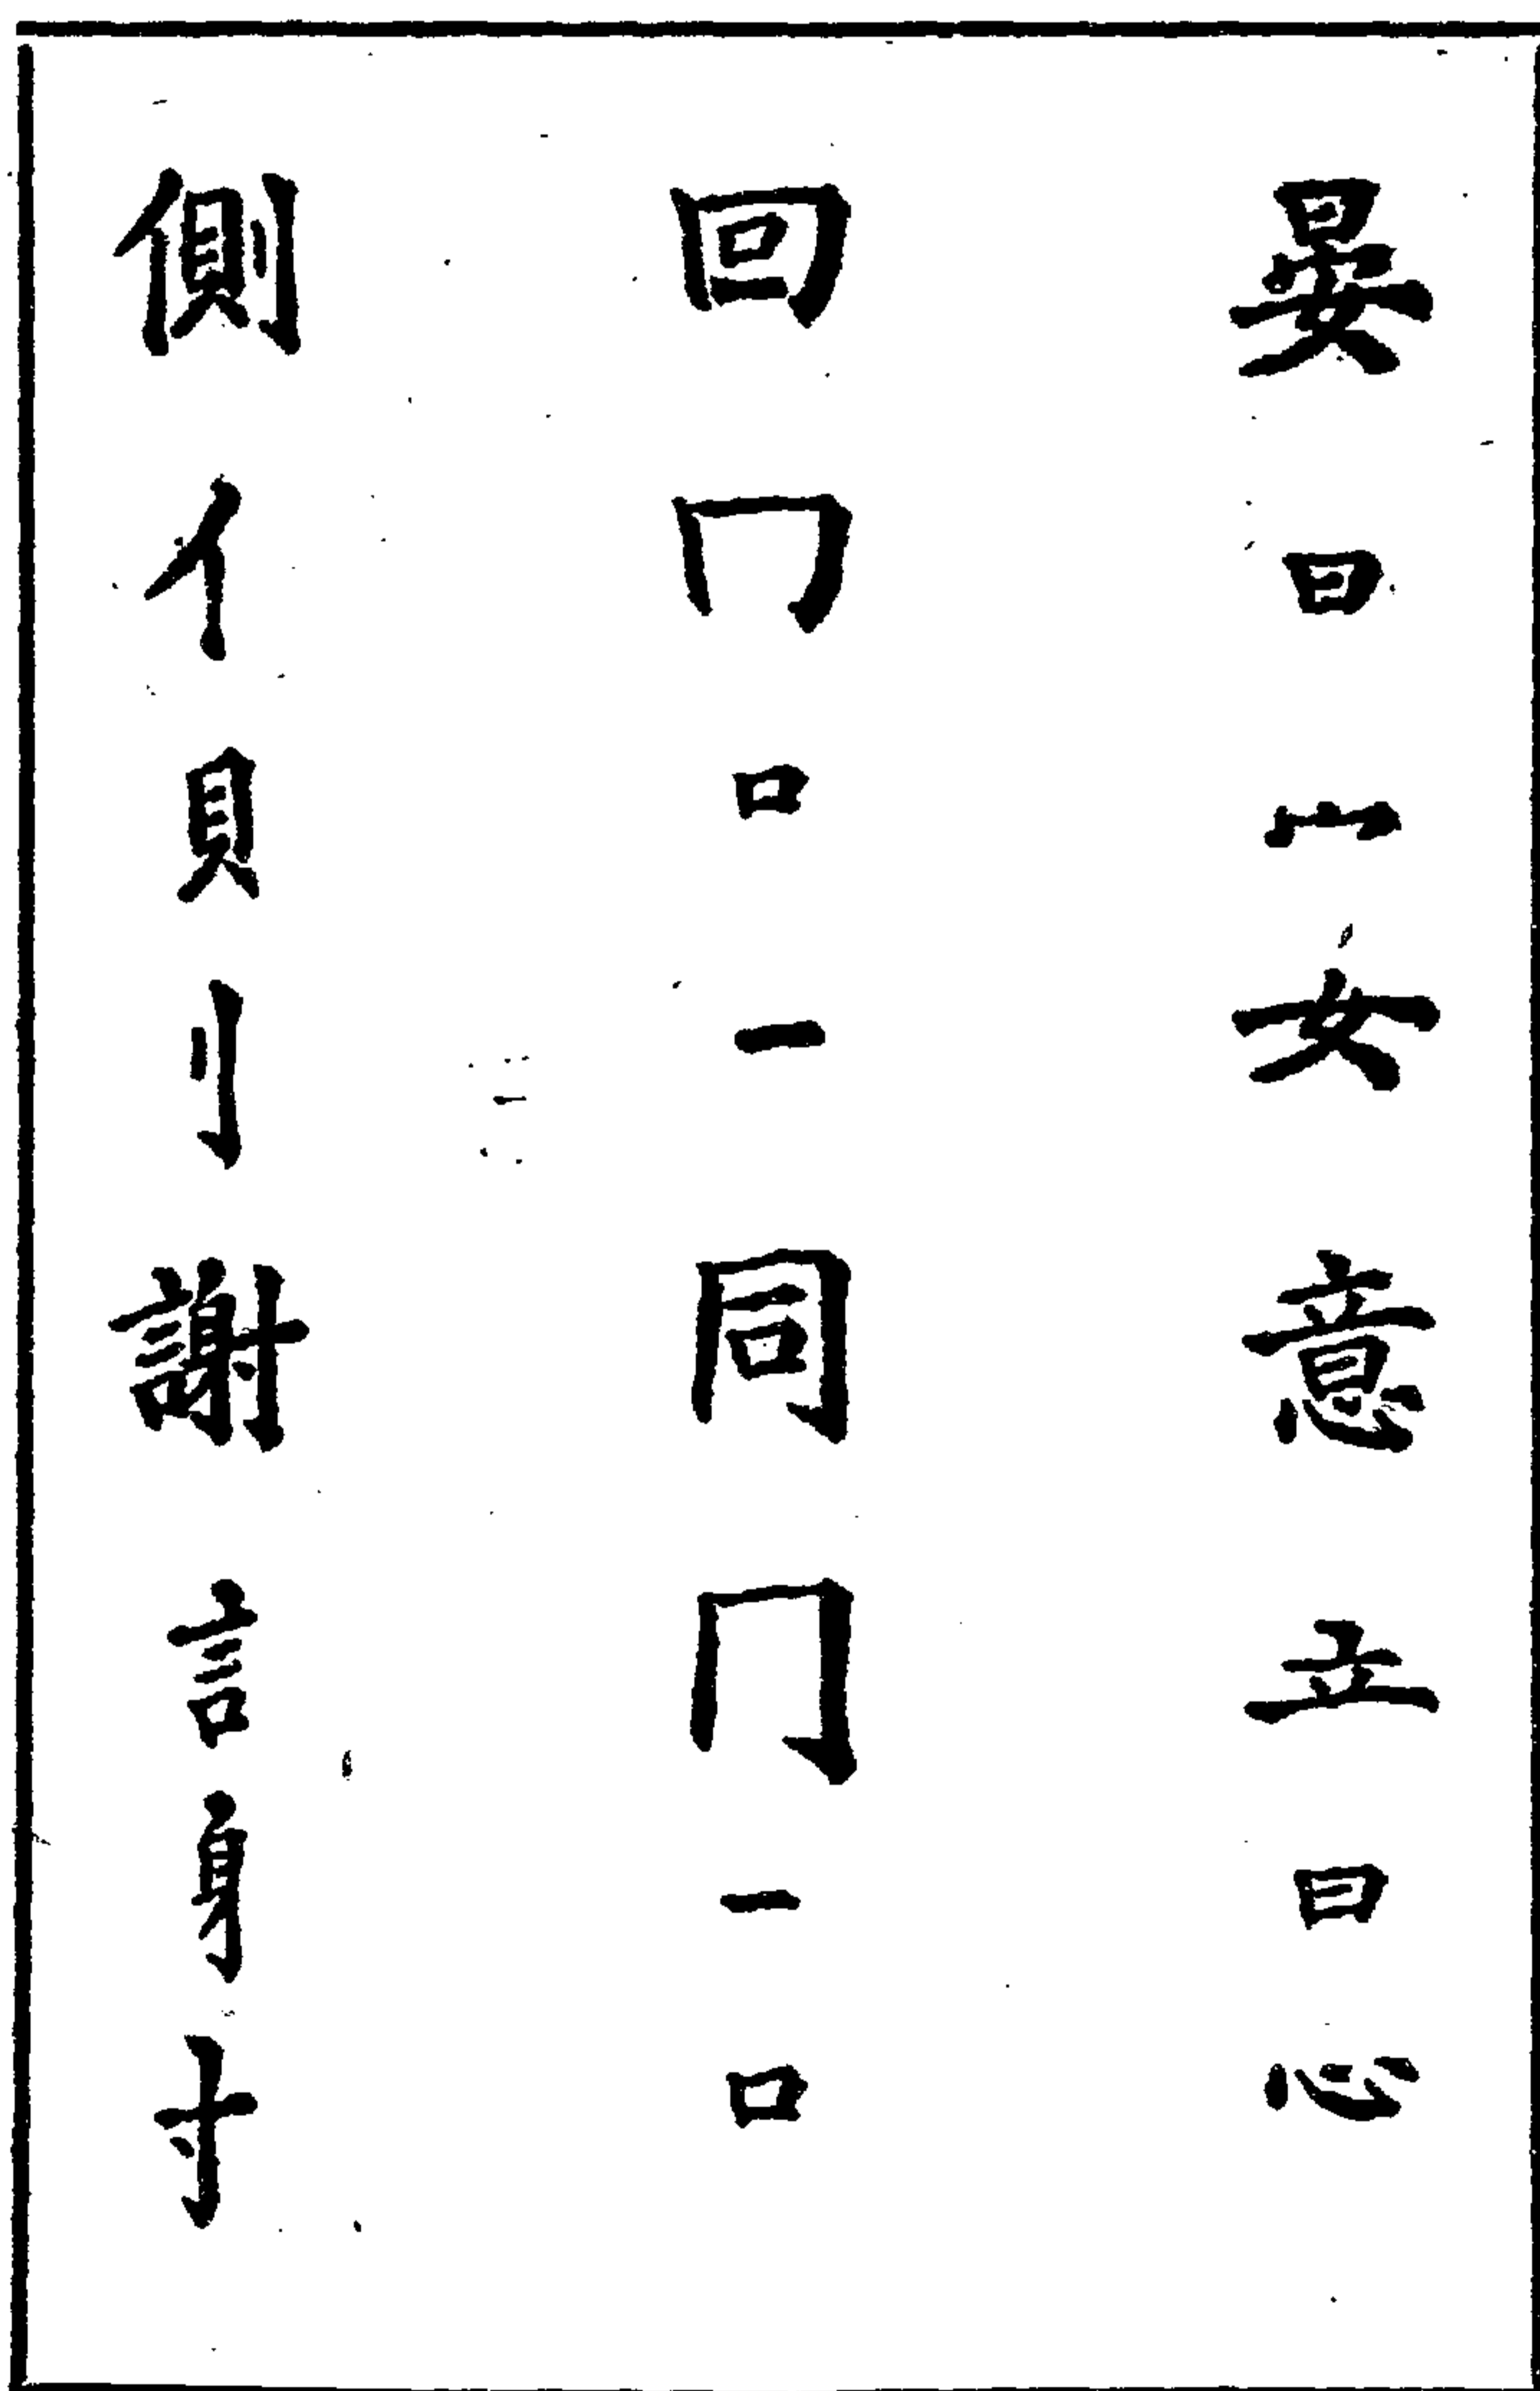 晏日宀女意立日心
回冂口一同冂一口
側亻貝刂謝言身寸